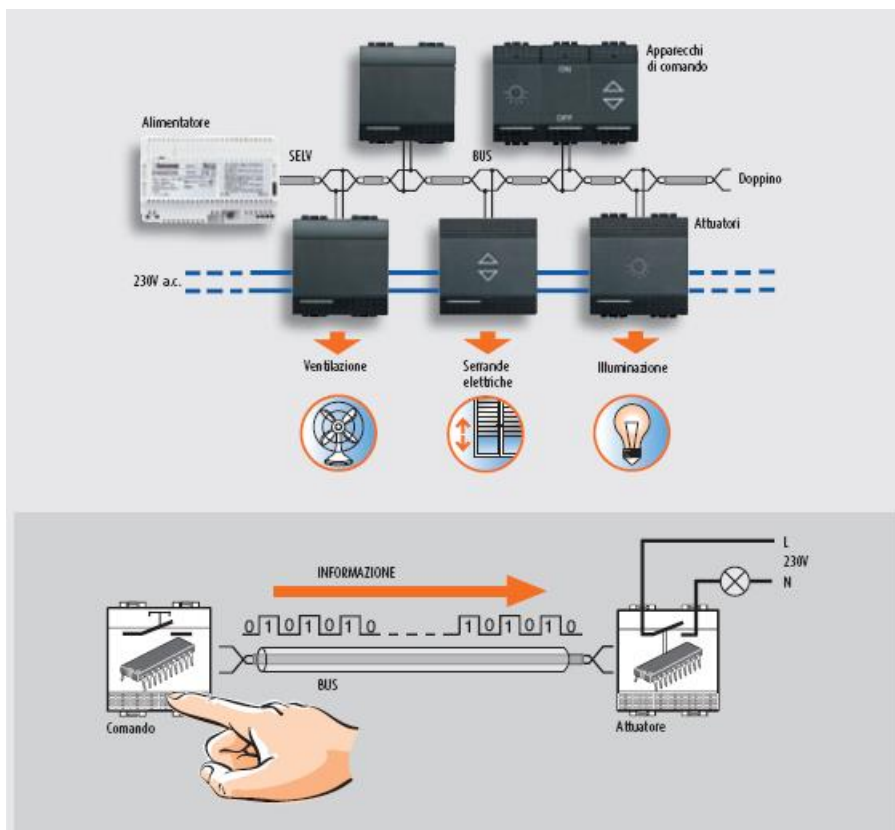 Apparecchi
di comando
ON
OFF
Alimentatore
SELV
BUS
Doppino
Attuatori
230V a.c.
Ventilazione
Serrande
elettriche
Illuminazione
INFORMAZIONE
0 1 0 1 0 1 0 1 0 1 0 1 0
BUS
Comando
Attuatore
L
230V
N